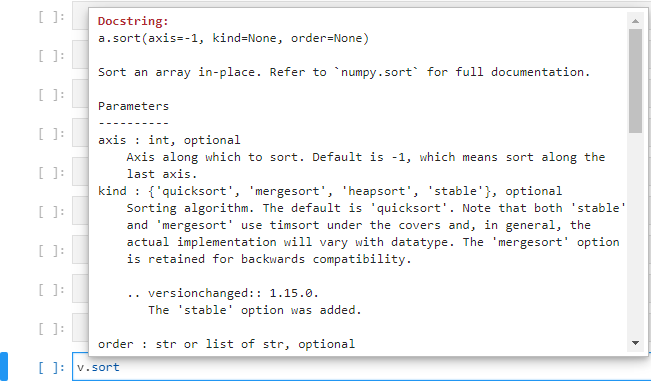 [ ]:
Docstring:
a.sort(axis=-1, kind=None, order=None)
[ ]:
Sort an array in-place. Refer to `numpy.sort` for full documentation.
[ ]:
Parameters
----------
[ ]:
axis : int, optional
Axis along which to sort. Default is -1, which means sort along the
[ ]:
last axis.
kind : {'quicksort', 'mergesort', 'heapsort', 'stable'}, optional
[ ]:
Sorting algorithm. The default is 'quicksort'. Note that both 'stable'
and 'mergesort' use timsort under the covers and, in general, the
actual implementation will vary with datatype. The 'mergesort' option
[ ]:
is retained for backwards compatibility.
[ ]:
.. versionchanged:: 1.15.0.
The 'stable' option was added.
[ ]:
order : str or list of str, optional
[ ]: v.sort